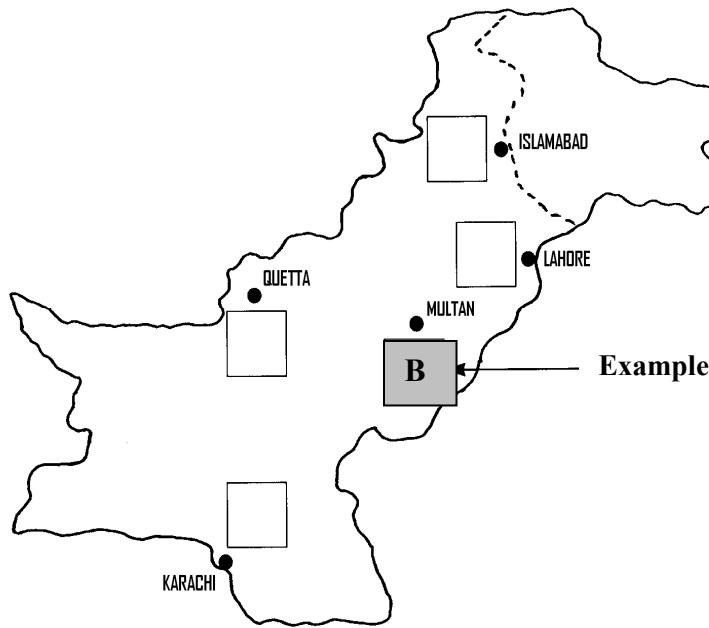 ISLAMABAD
LAHORE
QUETTA
MULTAN
B
Example
KARACHI